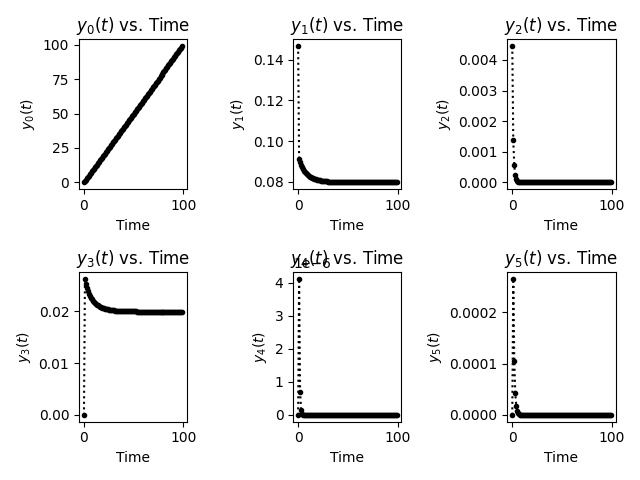 y₀(t) vs. Time
y₁(t) vs. Time
y₂(t) vs. Time
y₀(t)
100
75
50
25
0
0
100
Time
y₁(t)
0.14
0.12
0.10
0.08
0
100
Time
y₂(t)
0.004
0.003
0.002
0.001
0.000
0
100
Time
y₃(t) vs. Time
y₄(t) vs. Time
y₅(t) vs. Time
y₃(t)
0.02
0.01
0.00
0
100
Time
1e−6
y₄(t)
4
3
2
1
0
0
100
Time
y₅(t)
0.0002
0.0001
0.0000
0
100
Time